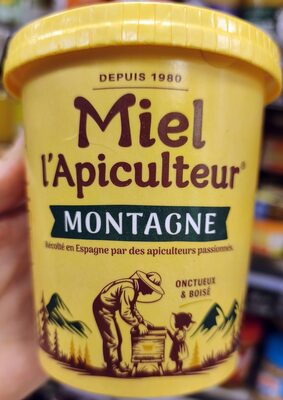 DEPUIS 1980
Miel
l'Apiculteur®
MONTAGNE
Récolté en Espagne par des apiculteurs passionnés.
ONCTUEUX
& BOISÉ